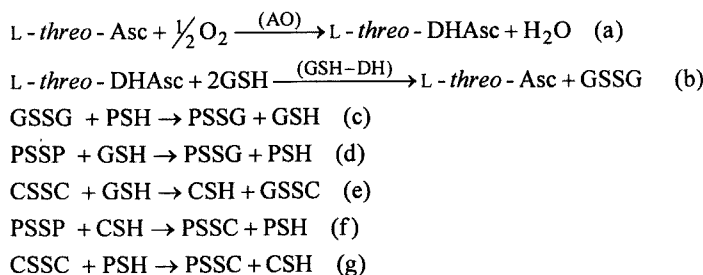 L-threo-Asc + ½O₂ (AO)→ L-threo-DHAsc + H₂O (a)
L-threo-DHAsc + 2GSH (GSH–DH)→ L-threo-Asc + GSSG (b)
GSSG + PSH → PSSG + GSH (c)
PSSP + GSH → PSSG + PSH (d)
CSSC + GSH → CSH + GSSC (e)
PSSP + CSH → PSSC + PSH (f)
CSSC + PSH → PSSC + CSH (g)